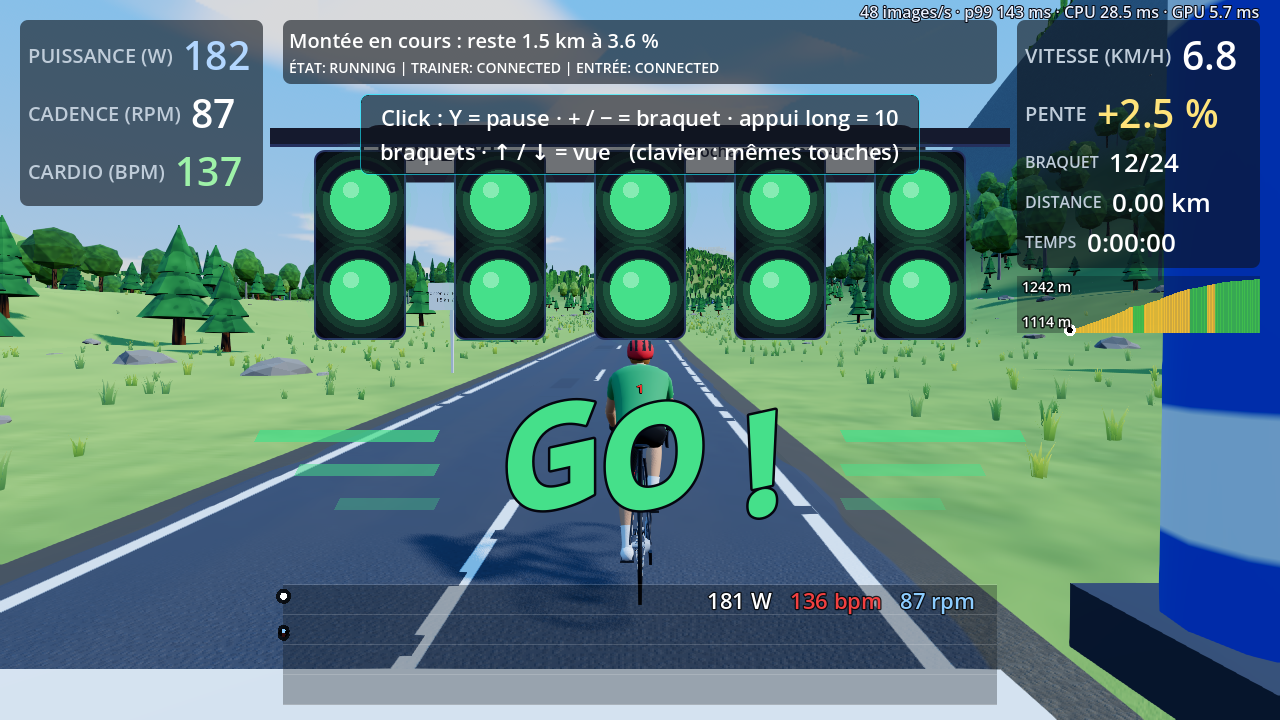 48 images/s · p99 143 ms · CPU 28.5 ms · GPU 5.7 ms
PUISSANCE (W) 182
CADENCE (RPM) 87
CARDIO (BPM) 137
Montée en cours : reste 1.5 km à 3.6 %
ÉTAT: RUNNING | TRAINER: CONNECTED | ENTRÉE: CONNECTED
Click : Y = pause · + / − = braquet · appui long = 10
braquets · ↑ / ↓ = vue (clavier : mêmes touches)
VITESSE (KM/H) 6.8
PENTE +2.5 %
BRAQUET 12/24
DISTANCE 0.00 km
TEMPS 0:00:00
1242 m
1114 m
1
GO !
181 W 136 bpm 87 rpm